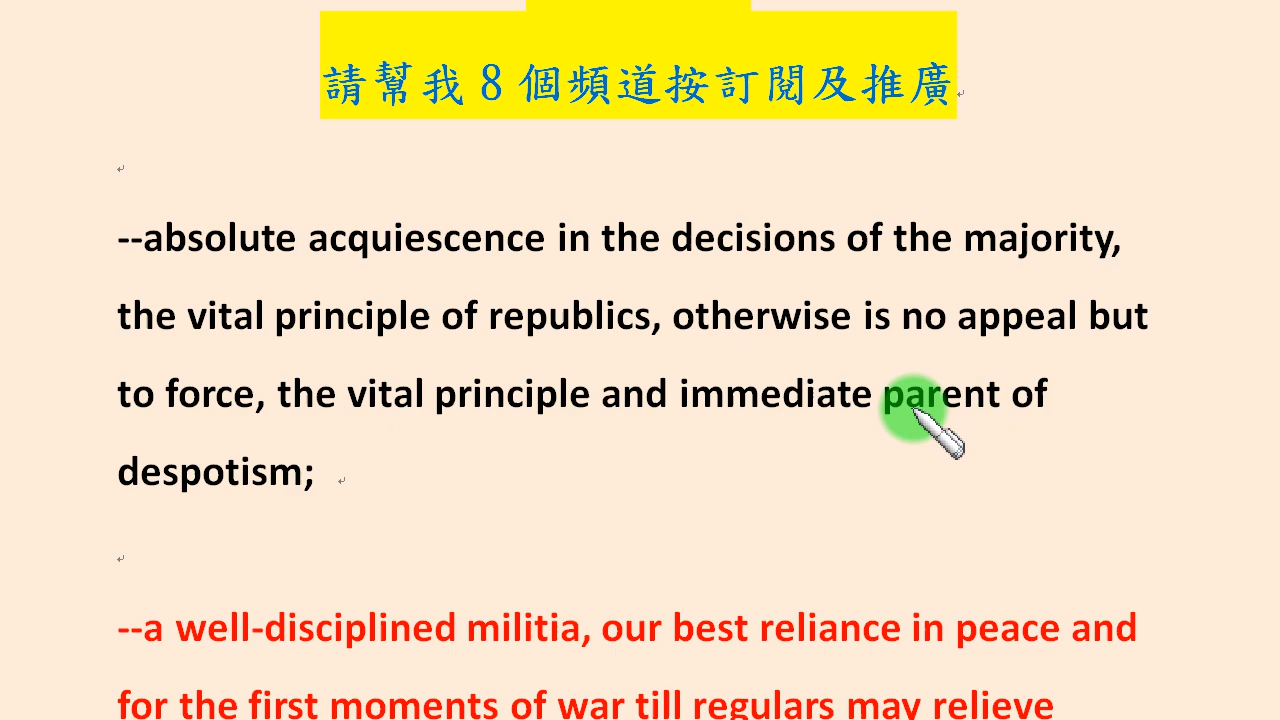 請幫我8個頻道按訂閱及推廣
--absolute acquiescence in the decisions of the majority,
the vital principle of republics, otherwise is no appeal but
to force, the vital principle and immediate parent of
despotism;
--a well-disciplined militia, our best reliance in peace and
for the first moments of war till regulars may relieve